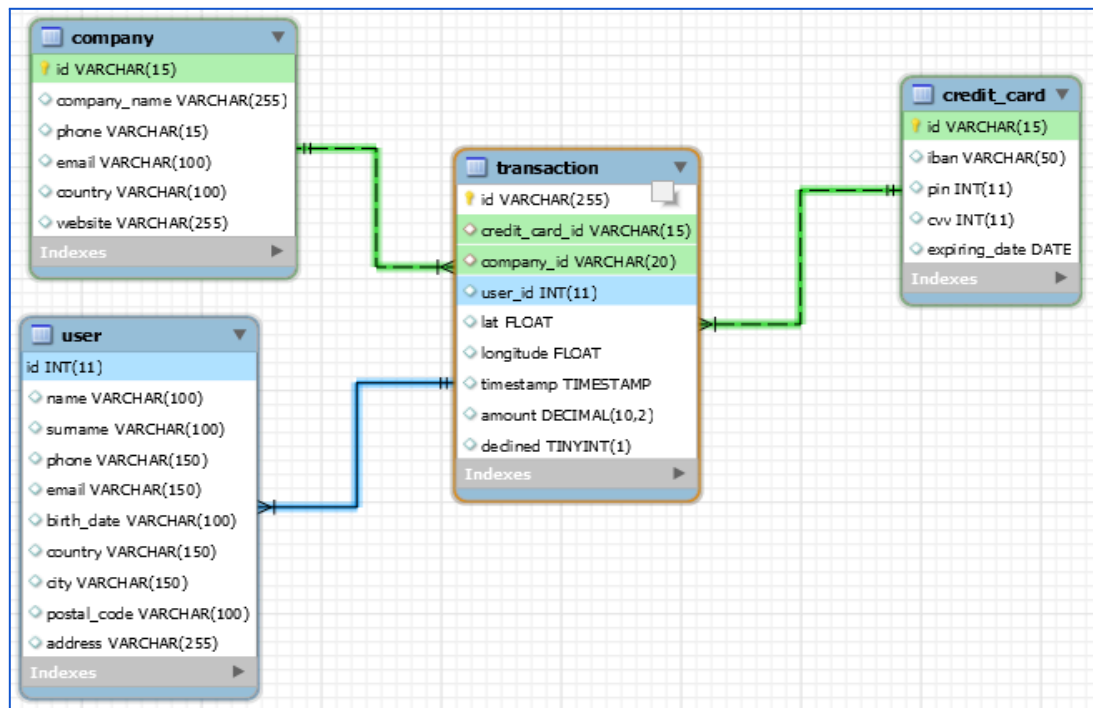 company
id VARCHAR(15)
company_name VARCHAR(255)
phone VARCHAR(15)
email VARCHAR(100)
country VARCHAR(100)
website VARCHAR(255)
Indexes
user
id INT(11)
name VARCHAR(100)
surname VARCHAR(100)
phone VARCHAR(150)
email VARCHAR(150)
birth_date VARCHAR(100)
country VARCHAR(150)
city VARCHAR(150)
postal_code VARCHAR(100)
address VARCHAR(255)
Indexes
transaction
id VARCHAR(255)
credit_card_id VARCHAR(15)
company_id VARCHAR(20)
user_id INT(11)
lat FLOAT
longitude FLOAT
timestamp TIMESTAMP
amount DECIMAL(10,2)
declined TINYINT(1)
Indexes
credit_card
id VARCHAR(15)
iban VARCHAR(50)
pin INT(11)
cvv INT(11)
expiring_date DATE
Indexes